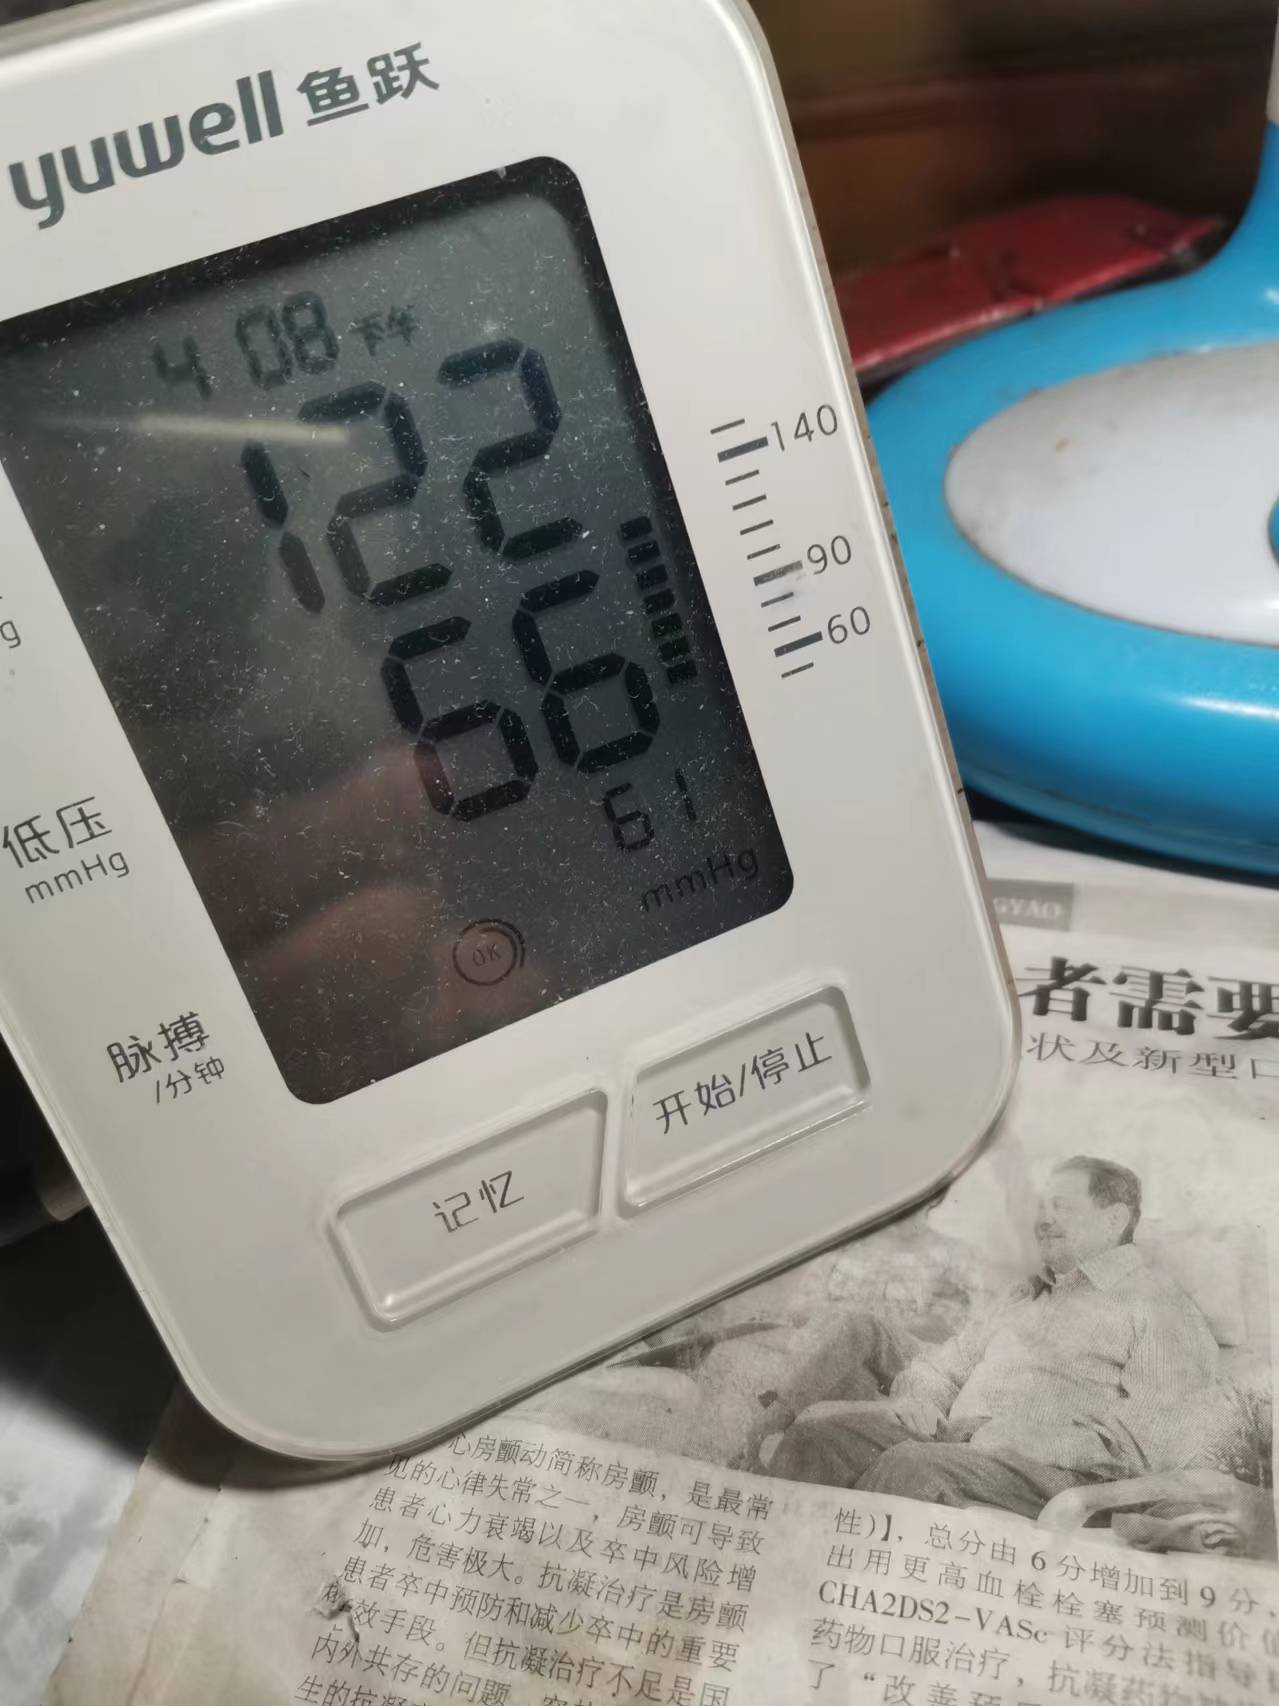 yuwell 鱼跃
4 08 下午
122
140
90
60
g
66
低压
mmHg
61
mmHg
OK
脉搏
/分钟
记忆
开始/停止
GYAO
者需要
状及新型口
心房颤动简称房颤，是最常
见的心律失常之一，房颤可导致
患者心力衰竭以及卒中风险增
加，危害极大。抗凝治疗是房颤
患者卒中预防和减少卒中的重要
效手段。但抗凝治疗不足是国
内外共存的问题
生的抗凝
性）】，总分由 6 分增加到 9 分，
出用更高血栓栓塞预测价值
CHA2DS2-VASc 评分法指导
药物口服治疗，抗凝药物
了“改善